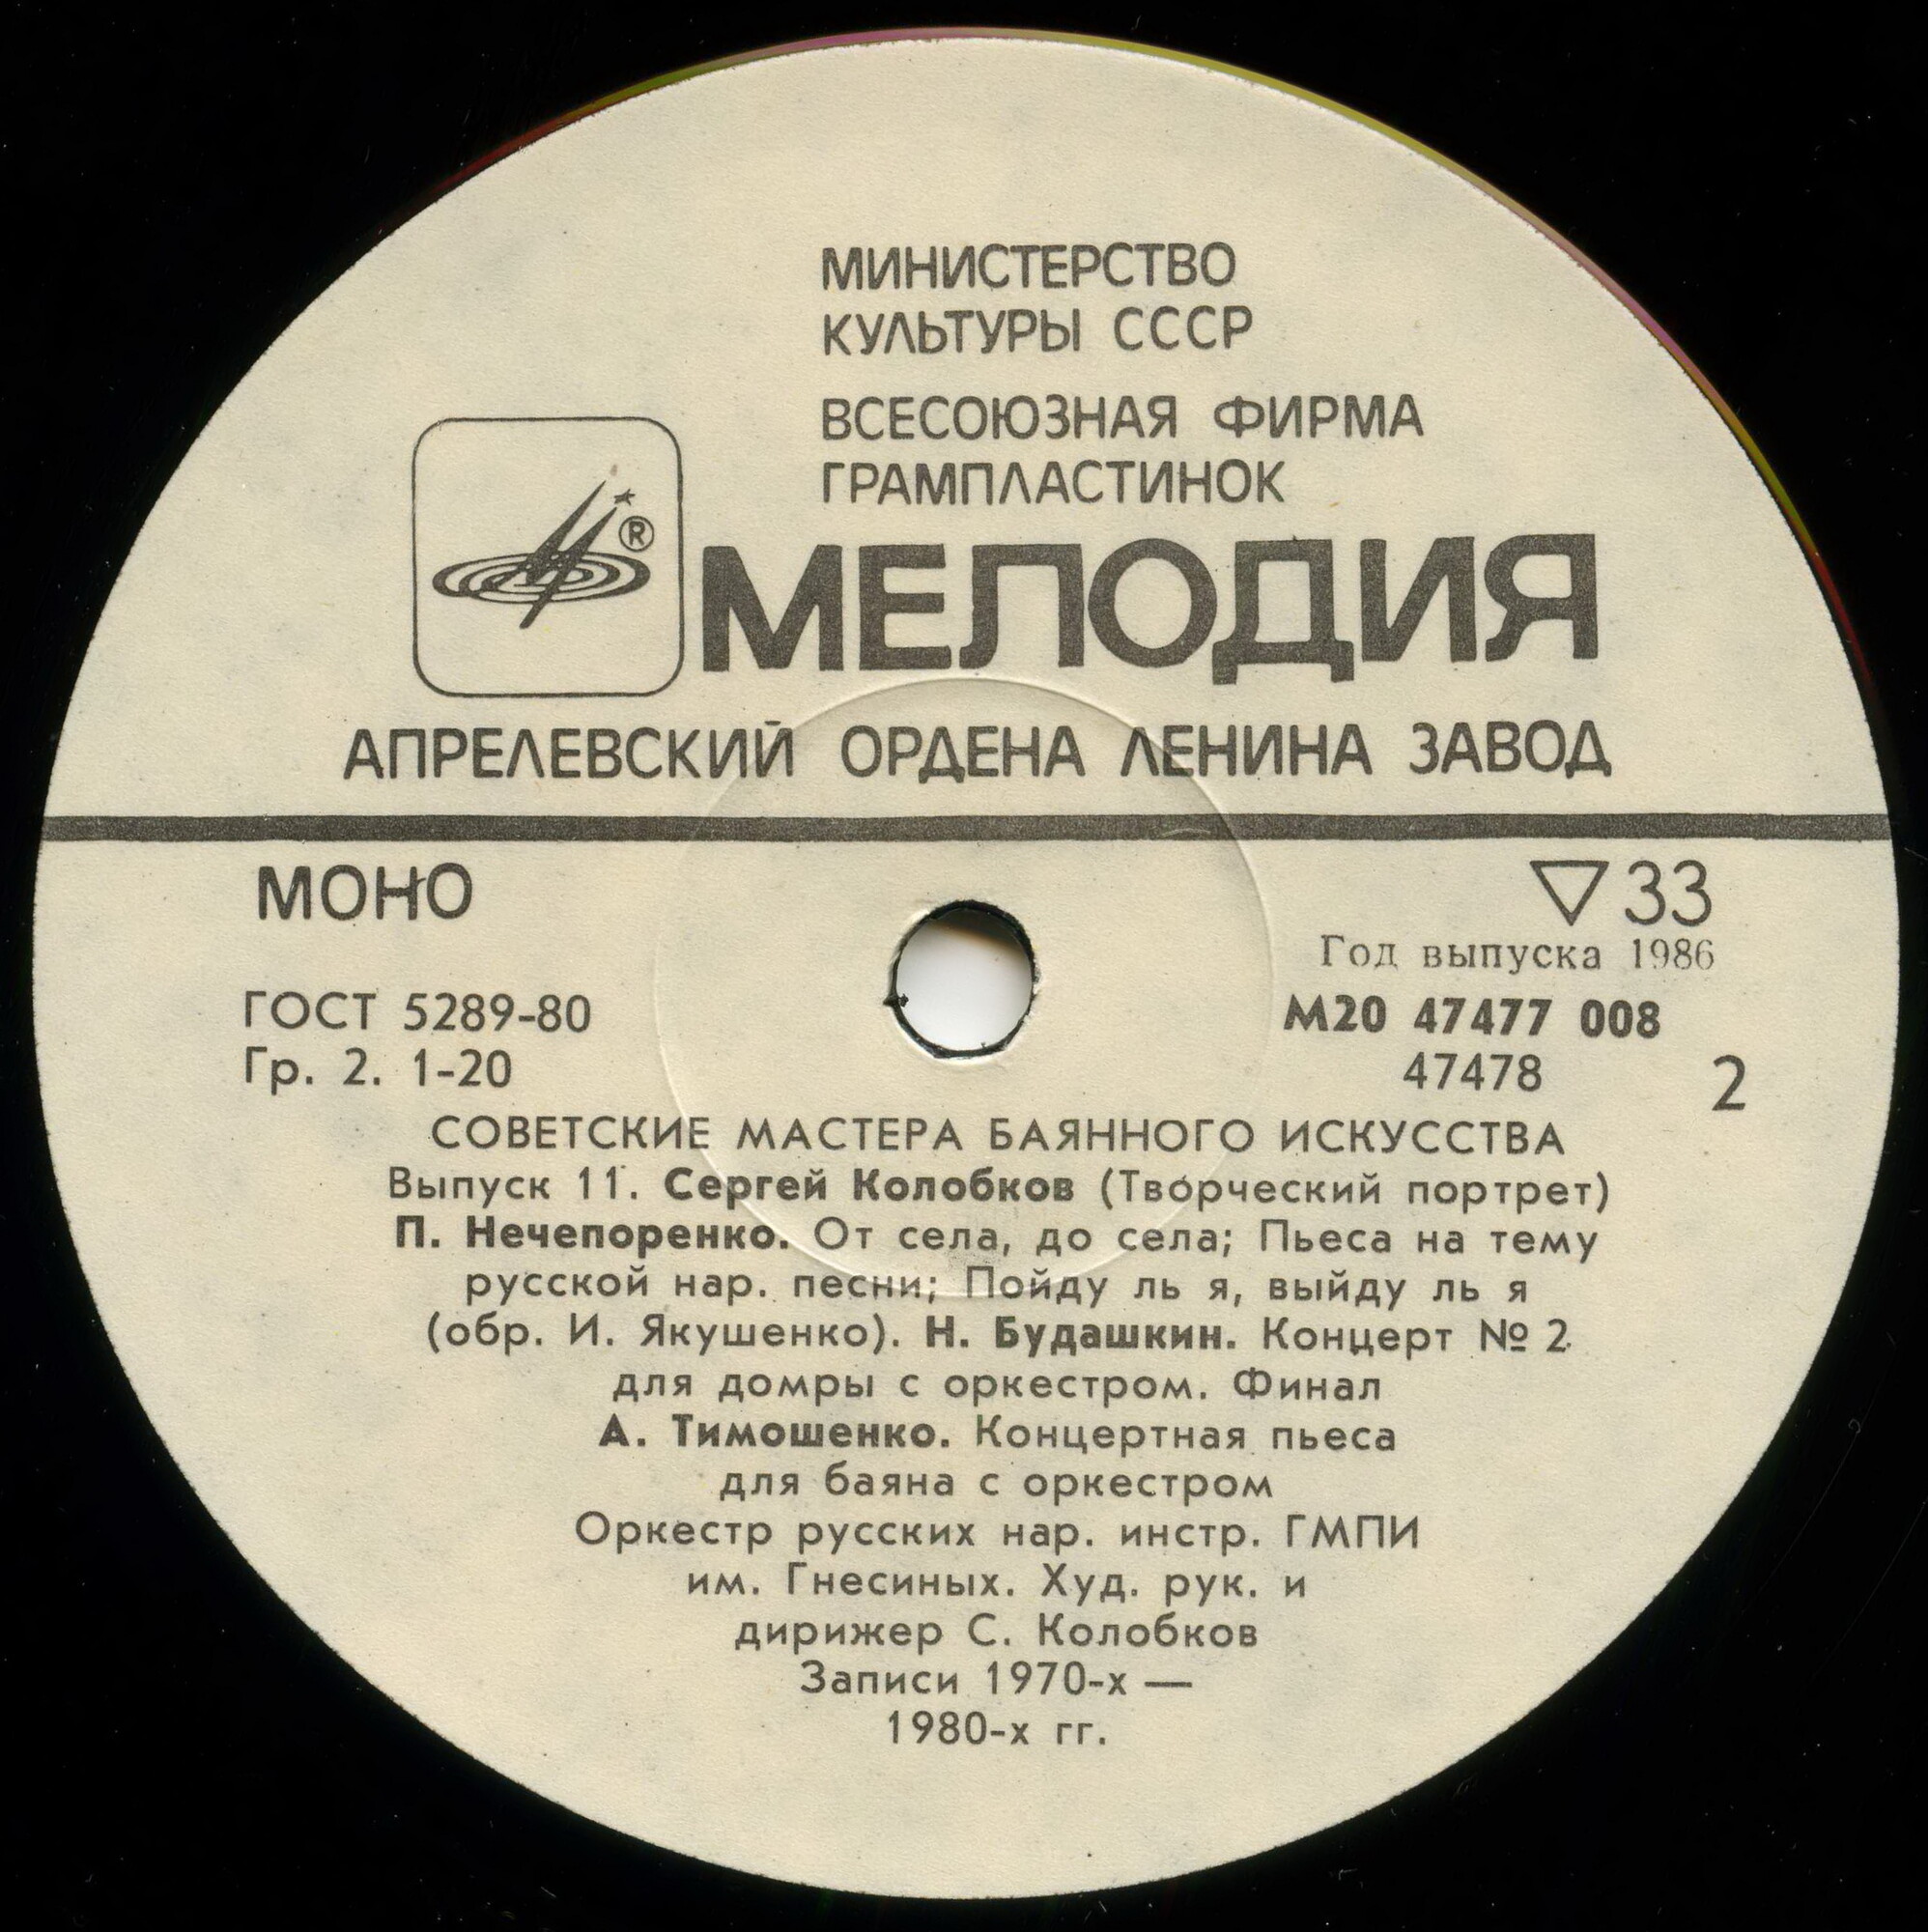 МИНИСТЕРСТВО
КУЛЬТУРЫ СССР
ВСЕСОЮЗНАЯ ФИРМА
ГРАМПЛАСТИНОК
®
МЕЛОДИЯ
АПРЕЛЕВСКИЙ ОРДЕНА ЛЕНИНА ЗАВОД
МОНО
▽ 33
Год выпуска 1986
ГОСТ 5289-80
М20 47477 008
Гр. 2. 1-20
47478
2
СОВЕТСКИЕ МАСТЕРА БАЯННОГО ИСКУССТВА
Выпуск 11. Сергей Колобков (Творческий портрет)
П. Нечепоренко. От села, до села; Пьеса на тему
русской нар. песни; Пойду ль я, выйду ль я
(обр. И. Якушенко). Н. Будашкин. Концерт № 2
для домры с оркестром. Финал
А. Тимошенко. Концертная пьеса
для баяна с оркестром
Оркестр русских нар. инстр. ГМПИ
им. Гнесиных. Худ. рук. и
дирижер С. Колобков
Записи 1970-х —
1980-х гг.